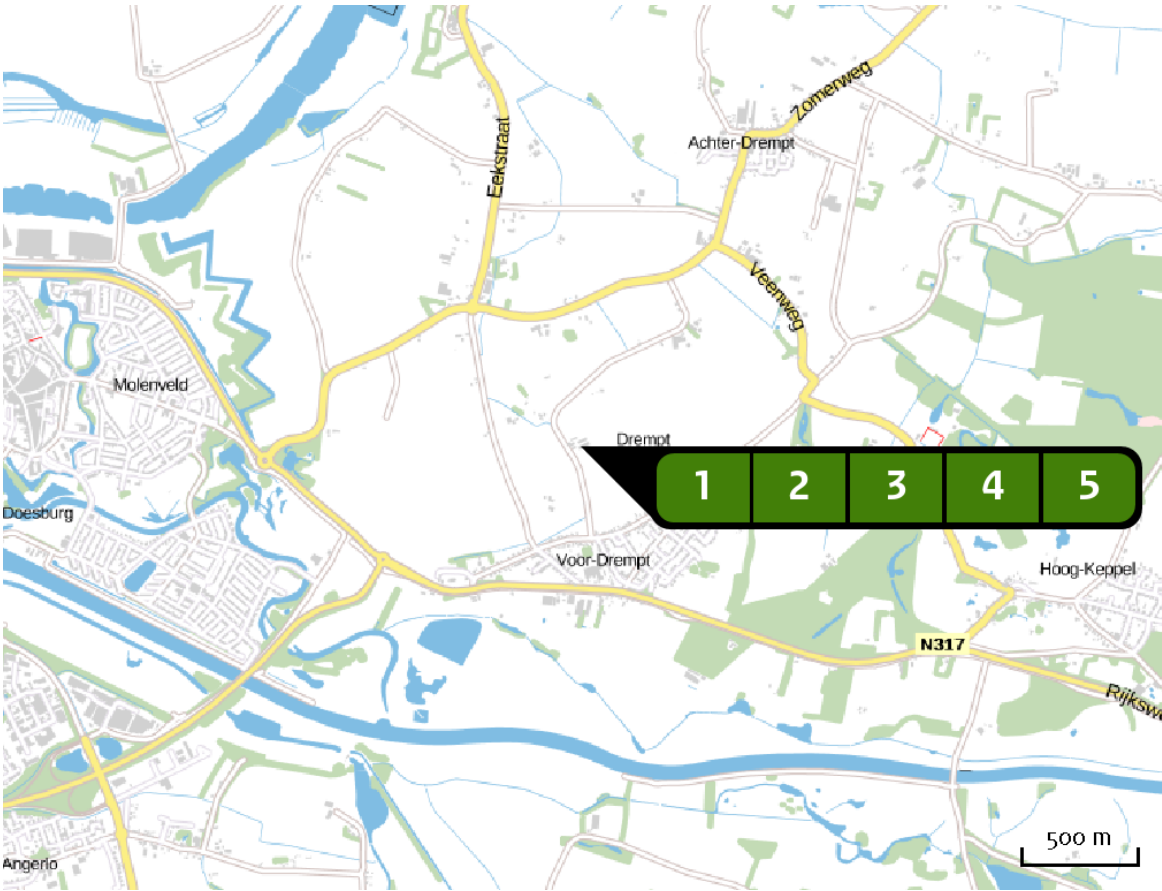 Zomerweg
Achter-Drempt
Eekstraat
Veenweg
Molenveld
Drempt
1 2 3 4 5
Doesburg
Voor-Drempt
Hoog-Keppel
N317
Rijkswe
500 m
Angerlo